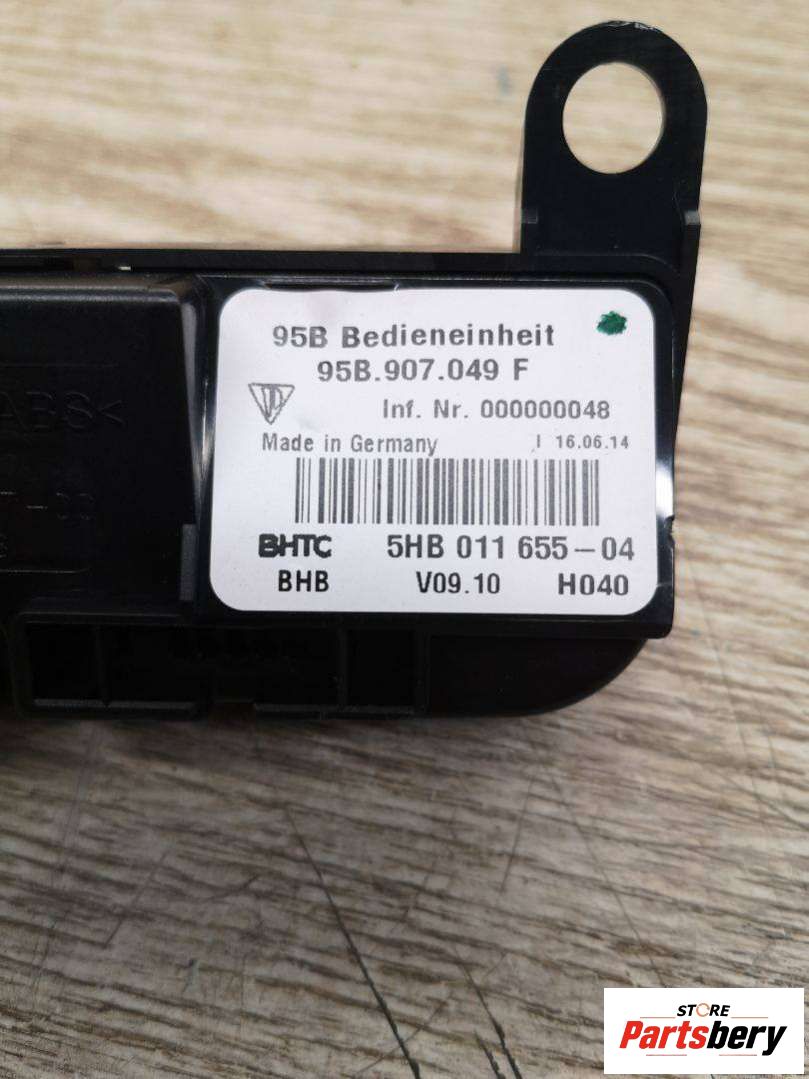 95B Bedieneinheit
95B.907.049 F
Inf. Nr. 000000048
Made in Germany 16.06.14
BHTC 5HB 011 655-04
BHB V09.10 H040
ABS<
STORE
Partsbery